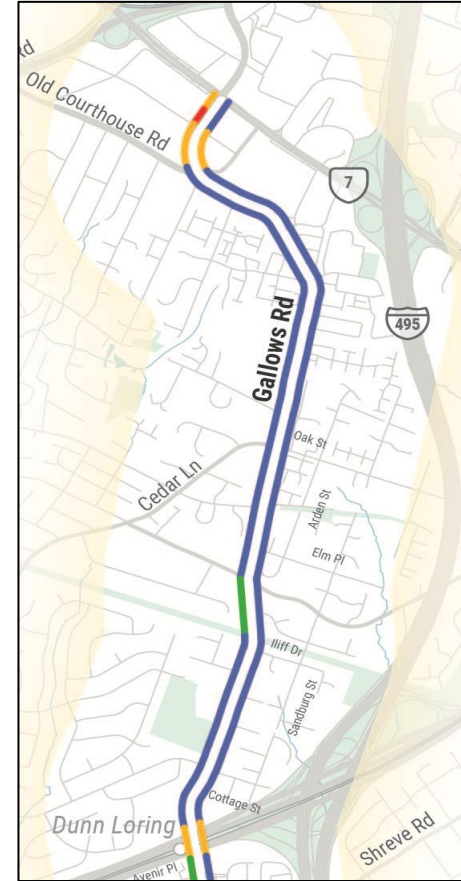 Rd
Old Courthouse Rd
7
495
Gallows Rd
Oak St
Cedar Ln
Arden St
Elm Pl
Iliff Dr
Sandburg St
Cottage St
Dunn Loring
Avenir Pl
Shreve Rd